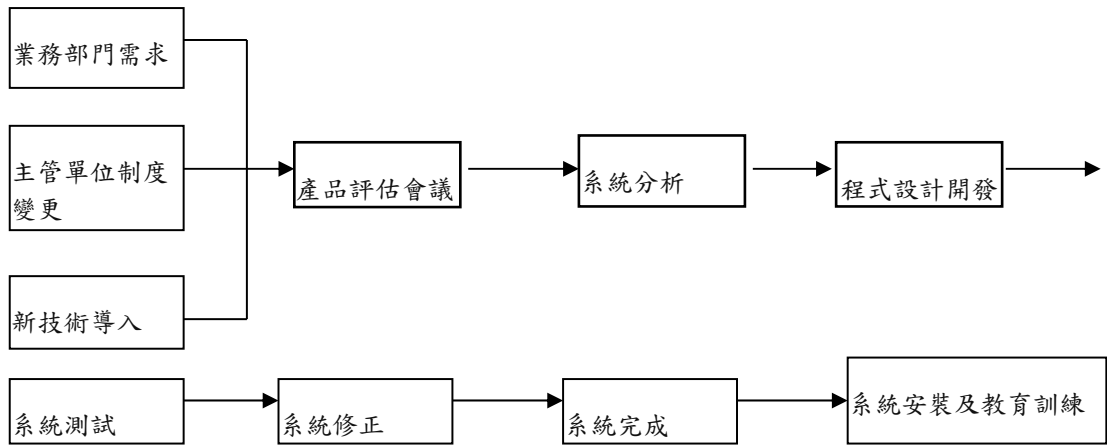 業務部門需求
主管單位制度
變更
新技術導入
產品評估會議
系統分析
程式設計開發
系統測試
系統修正
系統完成
系統安裝及教育訓練